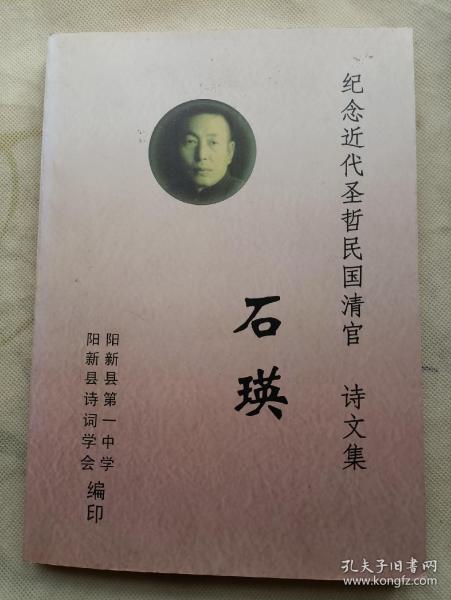 纪念近代圣哲民国清官 诗文集
石瑛
阳新县第一中学
阳新县诗词学会
编印
孔夫子旧书网
www.kongfz.com